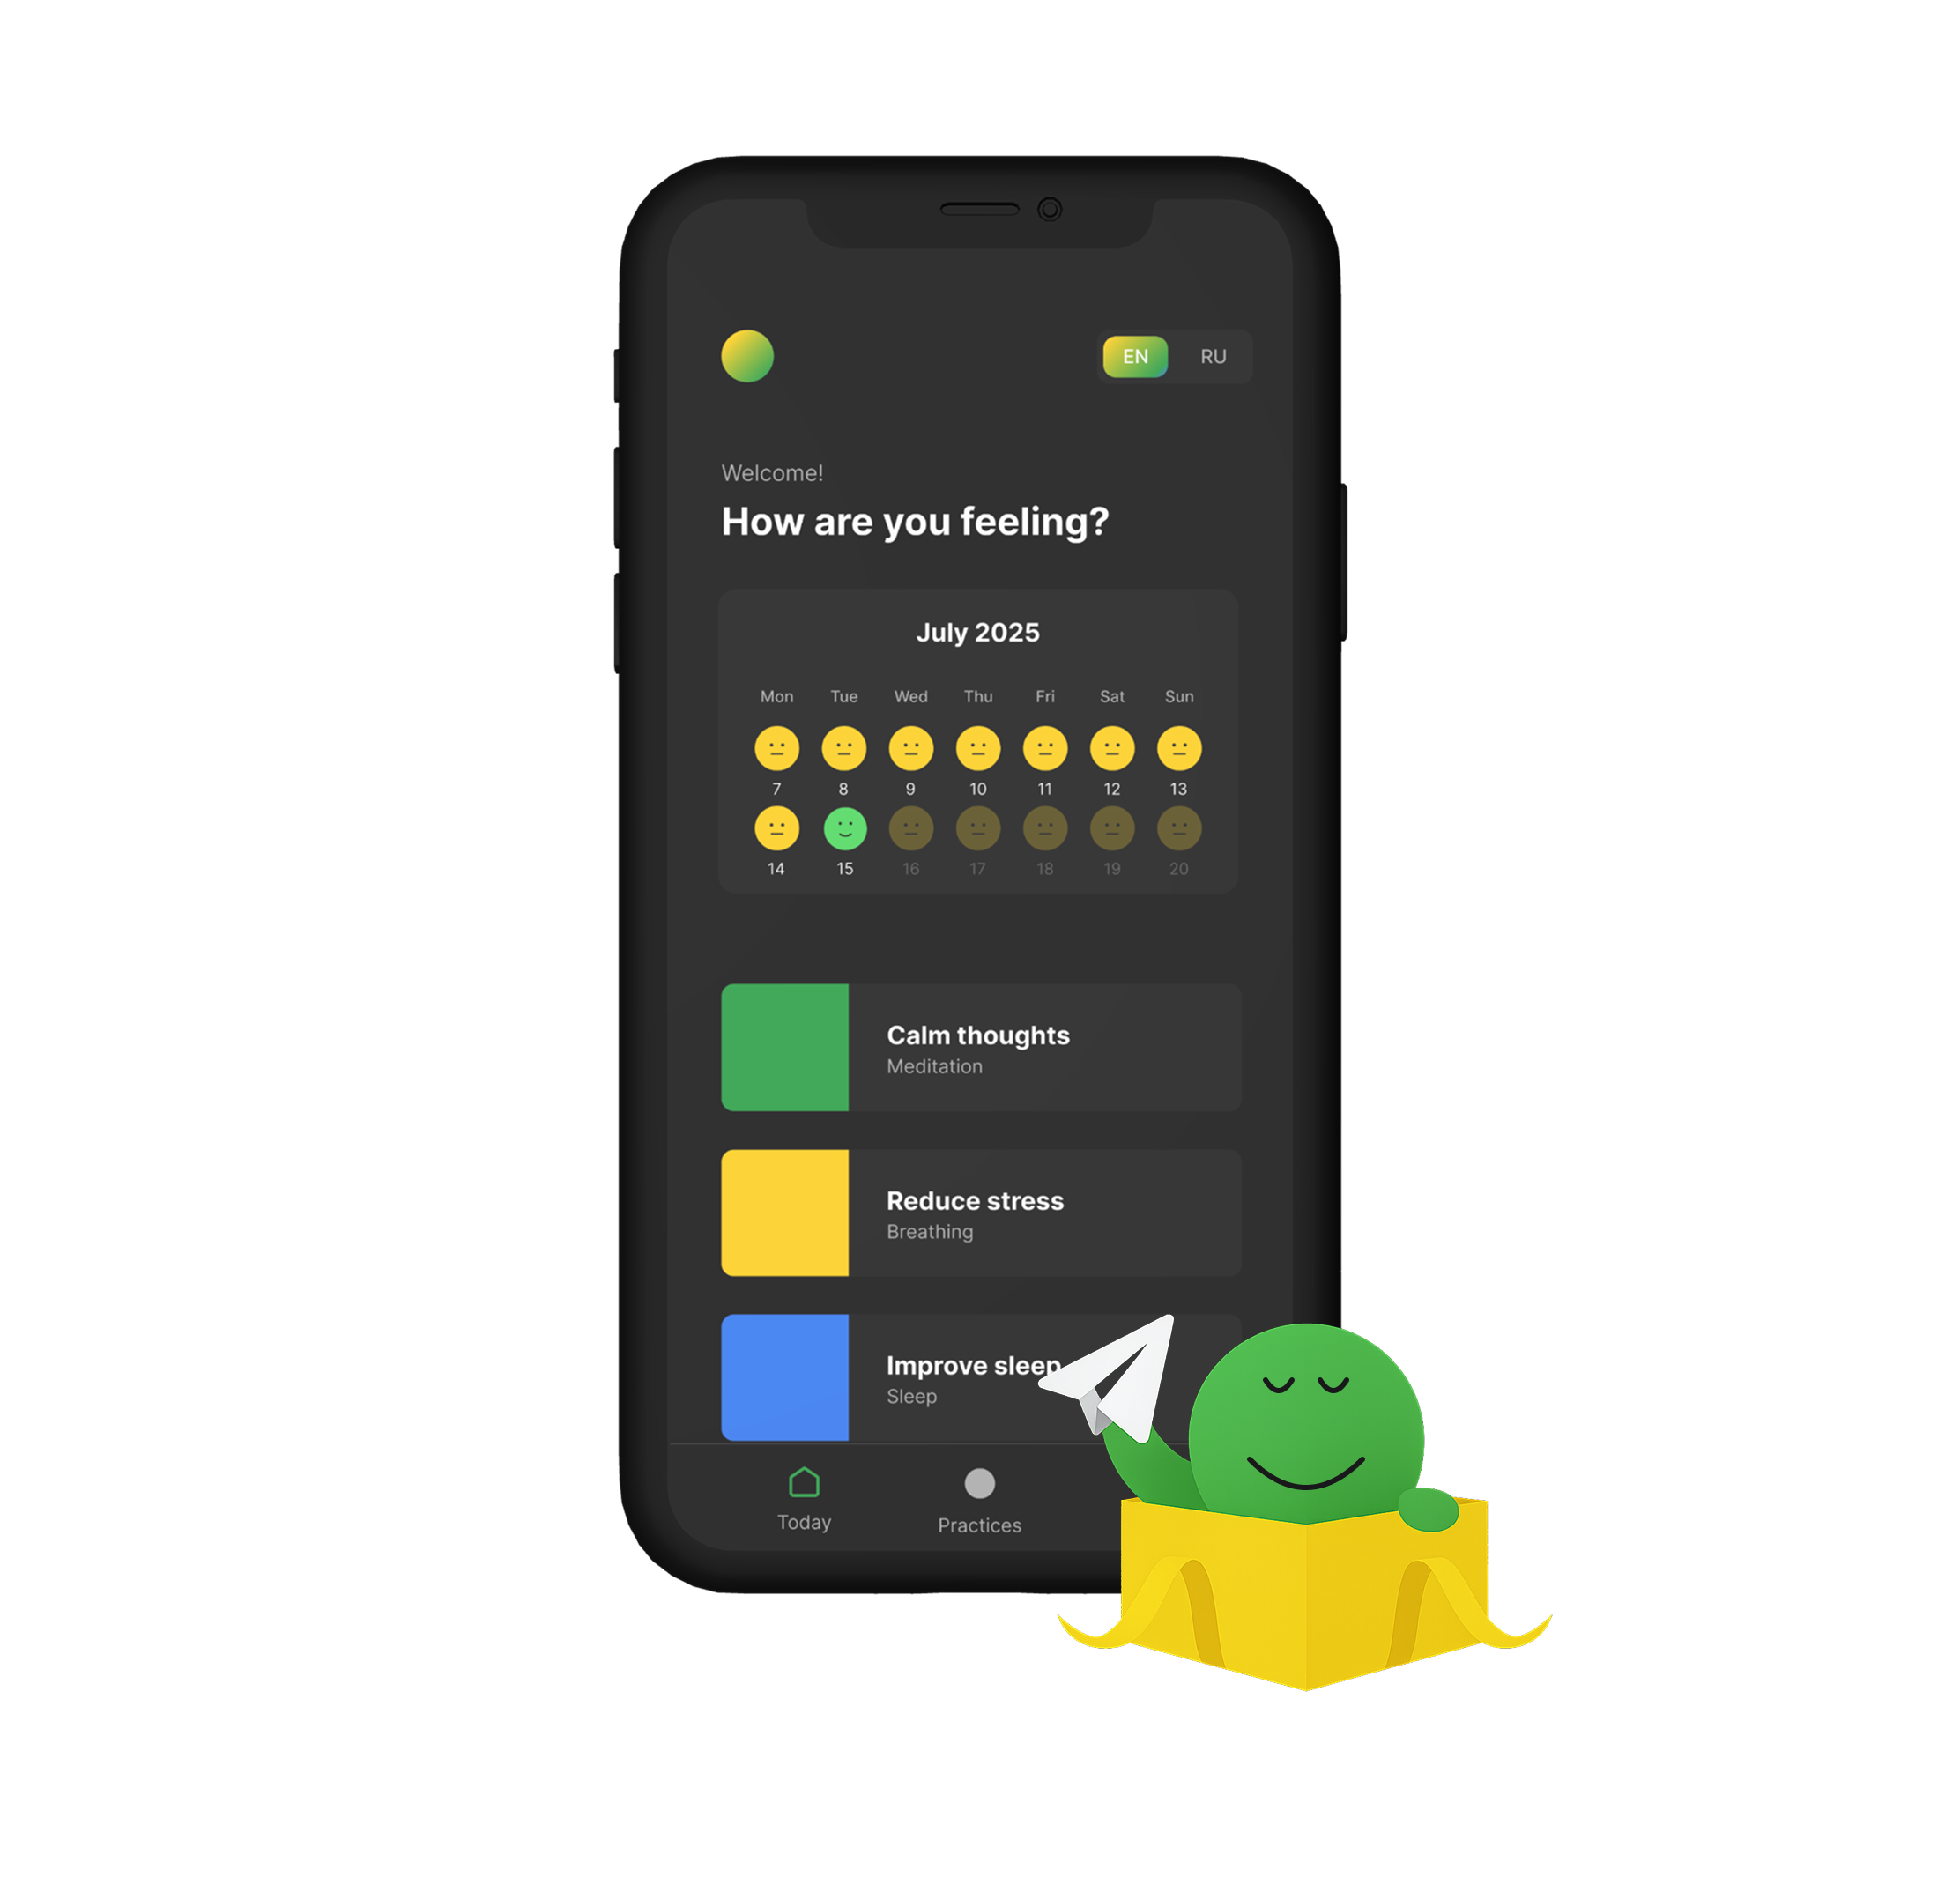 EN RU
Welcome!
How are you feeling?
July 2025
Mon Tue Wed Thu Fri Sat Sun
7 8 9 10 11 12 13
14 15 16 17 18 19 20
Calm thoughts
Meditation
Reduce stress
Breathing
Improve sleep
Sleep
Today Practices